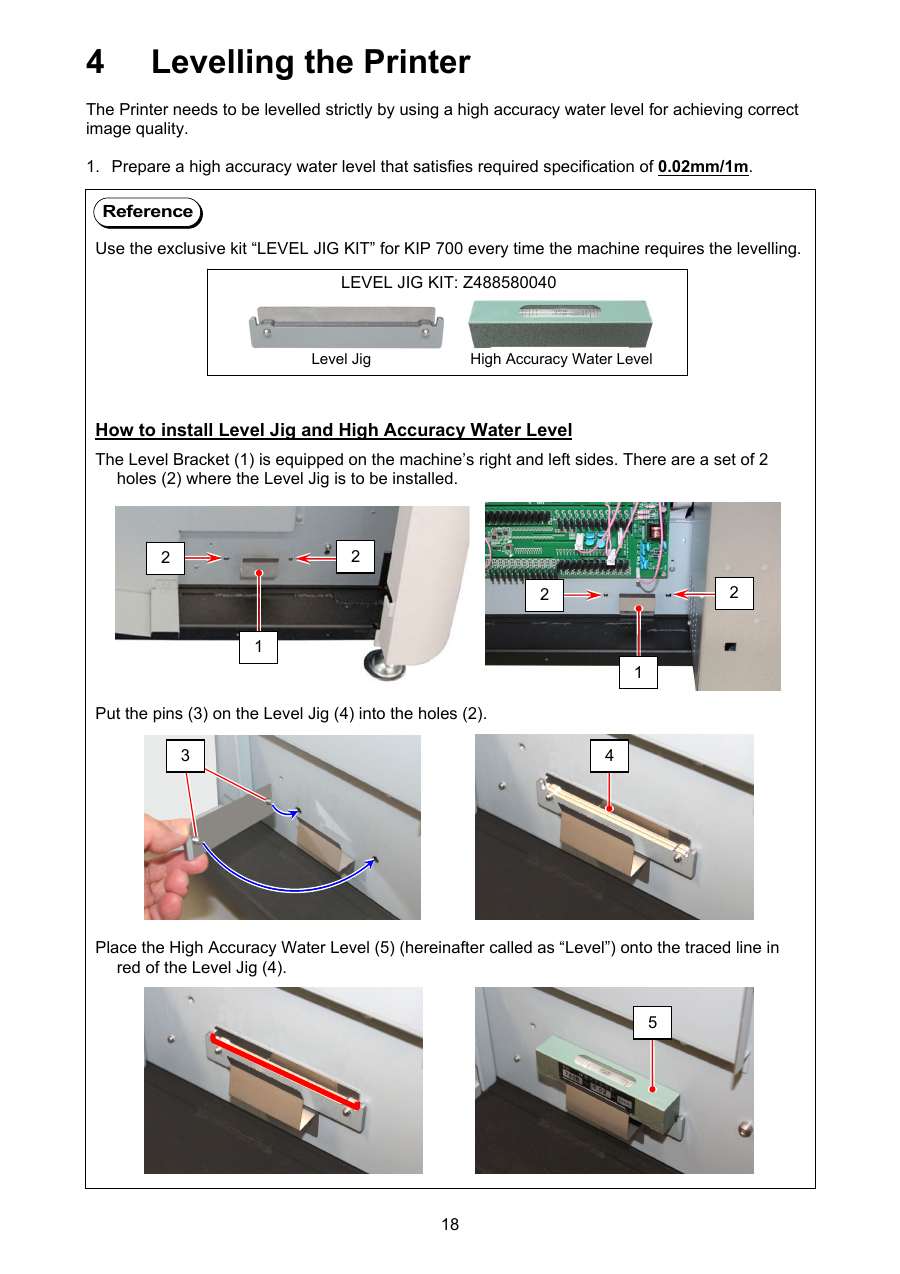 4 Levelling the Printer
The Printer needs to be levelled strictly by using a high accuracy water level for achieving correct
image quality.
1. Prepare a high accuracy water level that satisfies required specification of 0.02mm/1m.
Reference
Use the exclusive kit “LEVEL JIG KIT” for KIP 700 every time the machine requires the levelling.
LEVEL JIG KIT: Z488580040
Level Jig High Accuracy Water Level
How to install Level Jig and High Accuracy Water Level
The Level Bracket (1) is equipped on the machine’s right and left sides. There are a set of 2
holes (2) where the Level Jig is to be installed.
2 2
2 2
1
1
Put the pins (3) on the Level Jig (4) into the holes (2).
3 4
Place the High Accuracy Water Level (5) (hereinafter called as “Level”) onto the traced line in
red of the Level Jig (4).
5
18